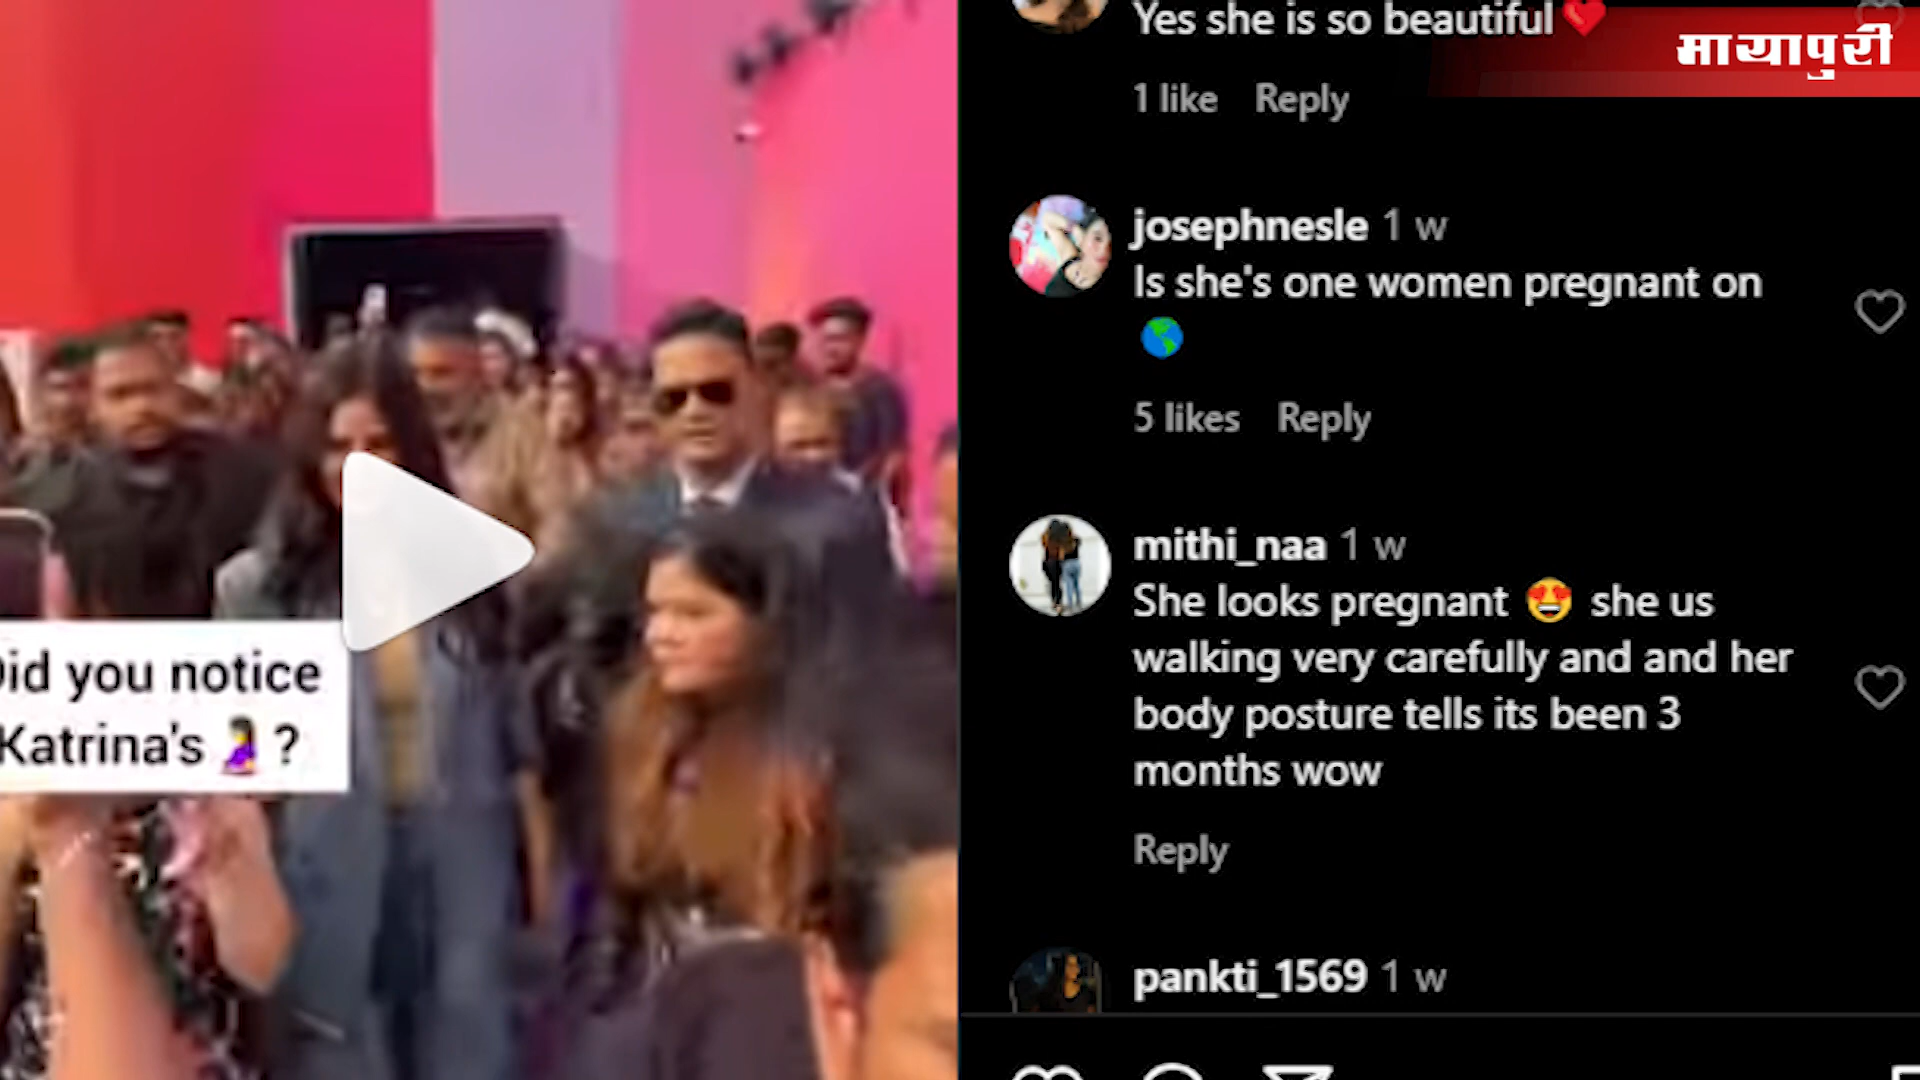 id you notice
Katrina's 🤰?
Yes she is so beautiful ❤️
मायापुरी
1 like Reply
josephnesle 1 w
Is she's one women pregnant on
🌎
5 likes Reply
mithi_naa 1 w
She looks pregnant 😍 she us
walking very carefully and and her
body posture tells its been 3
months wow
Reply
pankti_1569 1 w